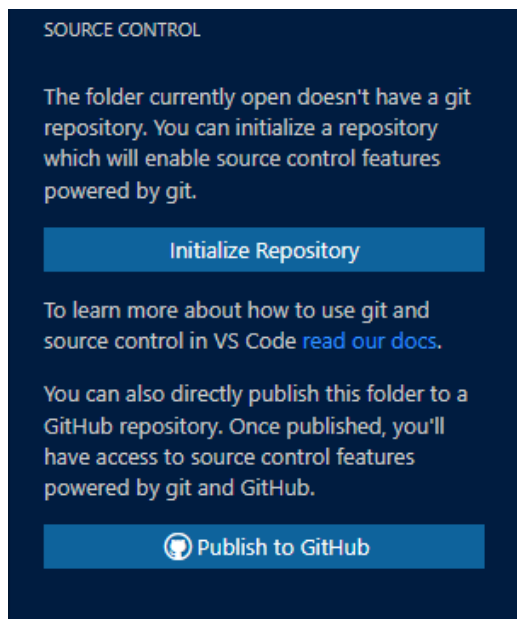 SOURCE CONTROL
The folder currently open doesn't have a git
repository. You can initialize a repository
which will enable source control features
powered by git.
Initialize Repository
To learn more about how to use git and
source control in VS Code read our docs.
You can also directly publish this folder to a
GitHub repository. Once published, you'll
have access to source control features
powered by git and GitHub.
Publish to GitHub